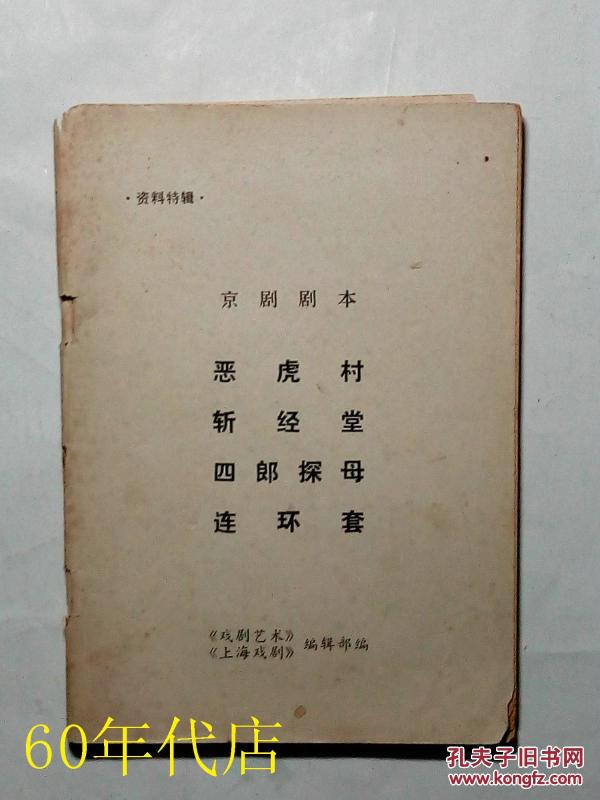 ·资料特辑·
京剧剧本
恶虎村
斩经堂
四郎探母
连环套
《戏剧艺术》
《上海戏剧》编辑部编
60年代店
孔夫子旧书网
www.kongfz.com